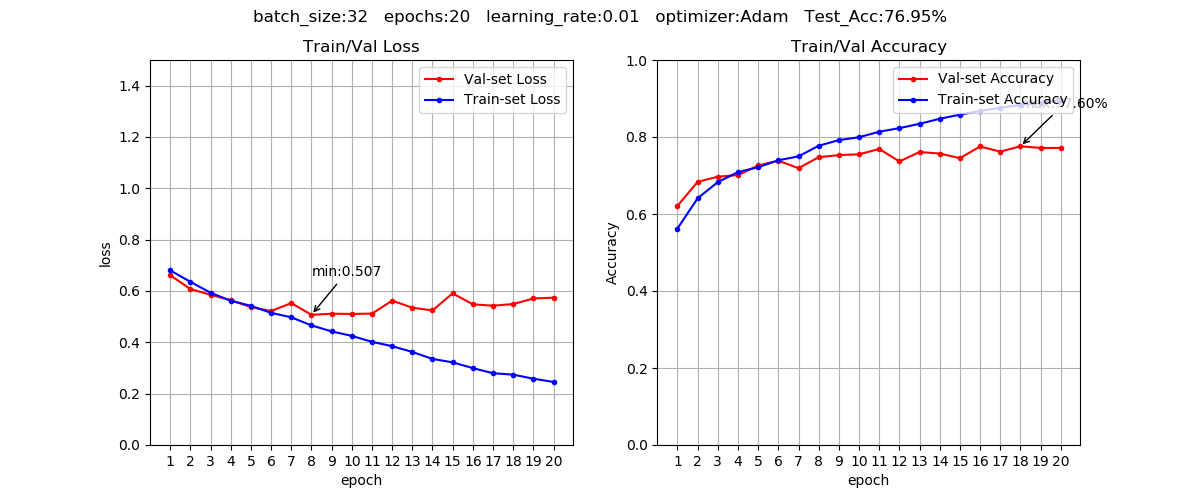 batch_size:32 epochs:20 learning_rate:0.01 optimizer:Adam Test_Acc:76.95%
Train/Val Loss
Val-set Loss
Train-set Loss
min:0.507
1.4
1.2
1.0
0.8
0.6
0.4
0.2
0.0
loss
1 2 3 4 5 6 7 8 9 10 11 12 13 14 15 16 17 18 19 20
epoch
Train/Val Accuracy
Val-set Accuracy
Train-set Accuracy
7.60%
1.0
0.8
0.6
0.4
0.2
0.0
Accuracy
1 2 3 4 5 6 7 8 9 10 11 12 13 14 15 16 17 18 19 20
epoch